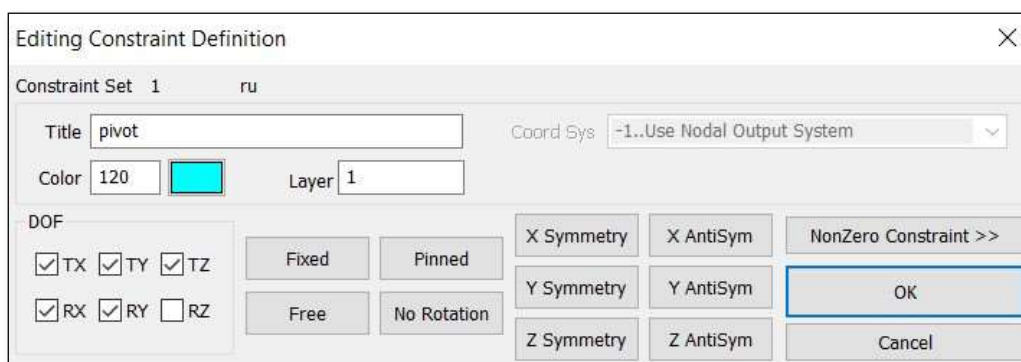 Editing Constraint Definition
Constraint Set 1 ru
Title pivot Coord Sys -1..Use Nodal Output System
Color 120 Layer 1
DOF
TX TY TZ
RX RY RZ
Fixed Pinned
Free No Rotation
X Symmetry X AntiSym
Y Symmetry Y AntiSym
Z Symmetry Z AntiSym
NonZero Constraint >>
OK
Cancel